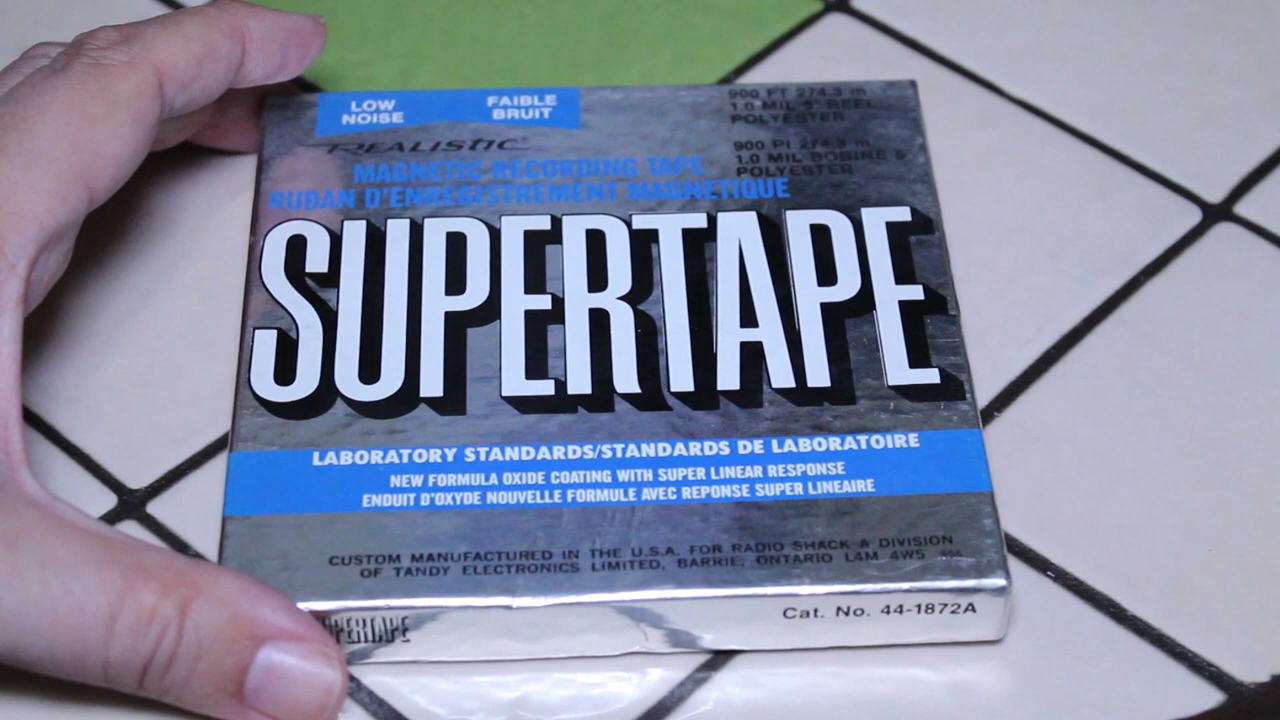 LOW NOISE
FAIBLE BRUIT
900 FT 274.3 m
1.0 MIL 5" REEL
POLYESTER
900 PI 274.3 m
1.0 MIL BOBINE 5
POLYESTER
REALISTIC
MAGNETIC RECORDING TAPE
RUBAN D'ENREGISTREMENT MAGNETIQUE
SUPERTAPE
LABORATORY STANDARDS/STANDARDS DE LABORATOIRE
NEW FORMULA OXIDE COATING WITH SUPER LINEAR RESPONSE
ENDUIT D'OXYDE NOUVELLE FORMULE AVEC REPONSE SUPER LINEAIRE
CUSTOM MANUFACTURED IN THE U.S.A. FOR RADIO SHACK A DIVISION
OF TANDY ELECTRONICS LIMITED, BARRIE, ONTARIO L4M 4W5
PERTAPE
Cat. No. 44-1872A